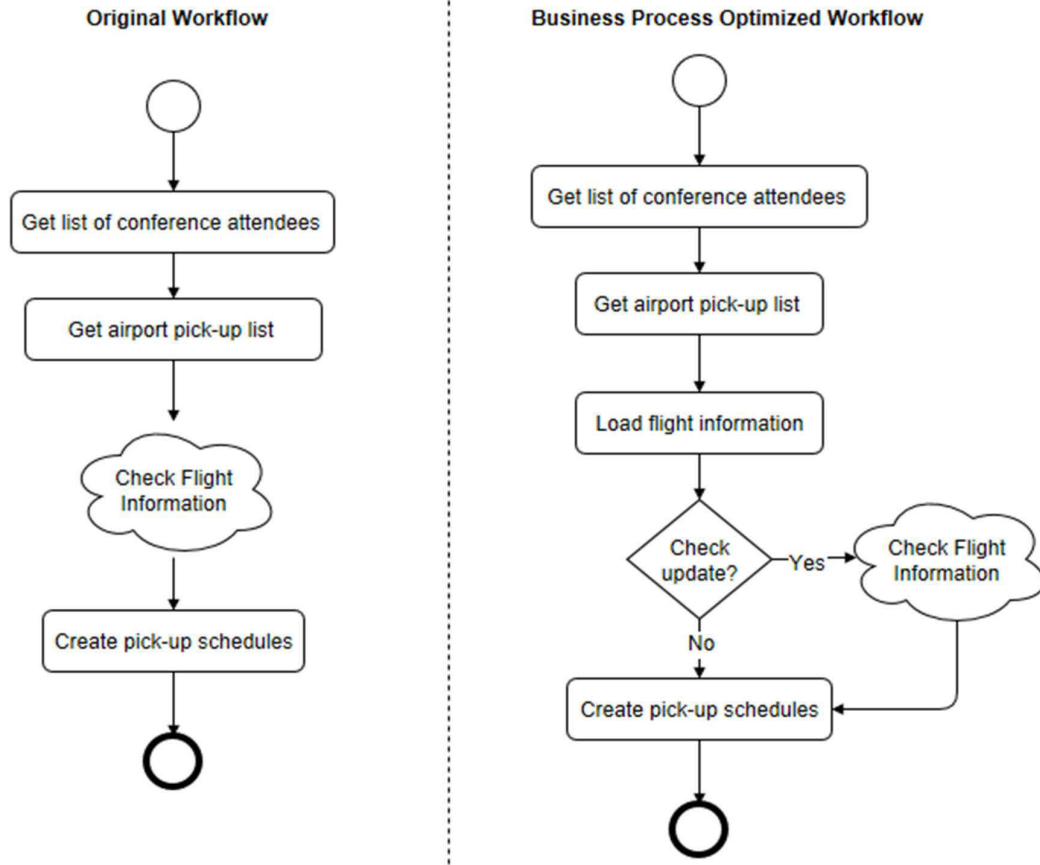 Original Workflow
Get list of conference attendees
Get airport pick-up list
Check Flight
Information
Create pick-up schedules
Business Process Optimized Workflow
Get list of conference attendees
Get airport pick-up list
Load flight information
Check
update?
Yes
Check Flight
Information
No
Create pick-up schedules